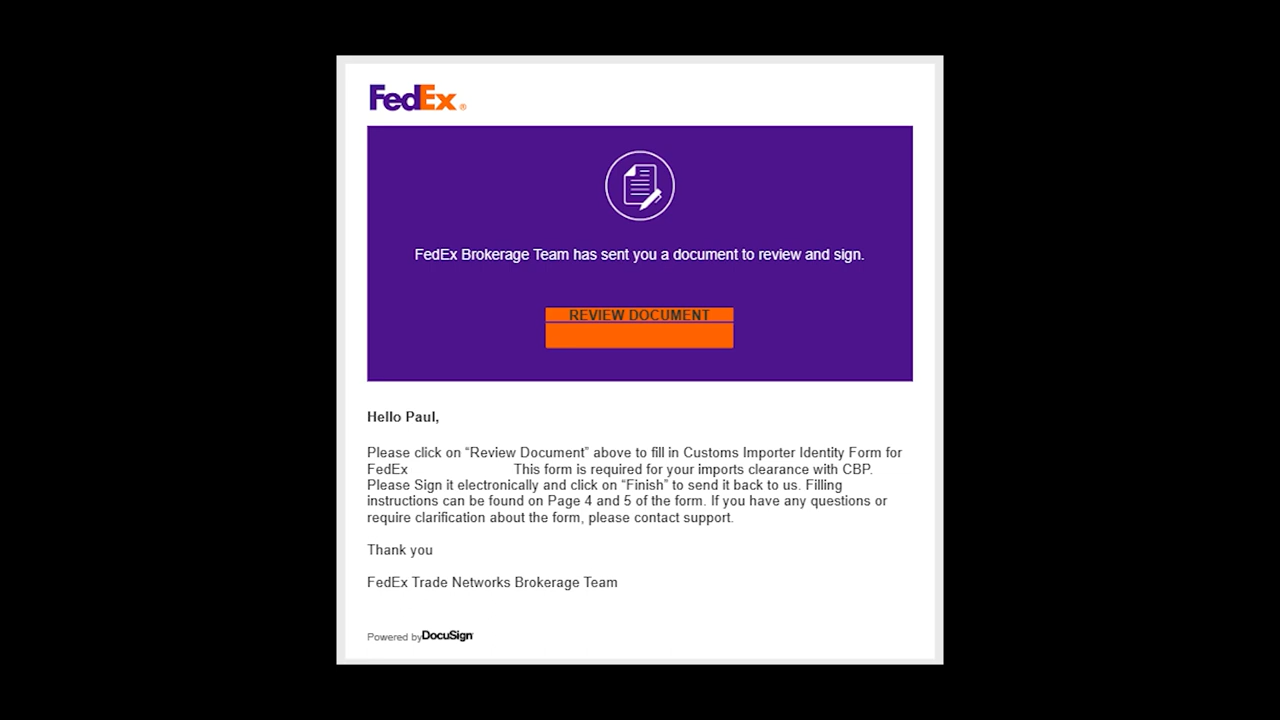 FedEx®
FedEx Brokerage Team has sent you a document to review and sign.
REVIEW DOCUMENT
Hello Paul,
Please click on “Review Document” above to fill in Customs Importer Identity Form for
FedEx This form is required for your imports clearance with CBP.
Please Sign it electronically and click on “Finish” to send it back to us. Filling
instructions can be found on Page 4 and 5 of the form. If you have any questions or
require clarification about the form, please contact support.
Thank you
FedEx Trade Networks Brokerage Team
Powered by DocuSign